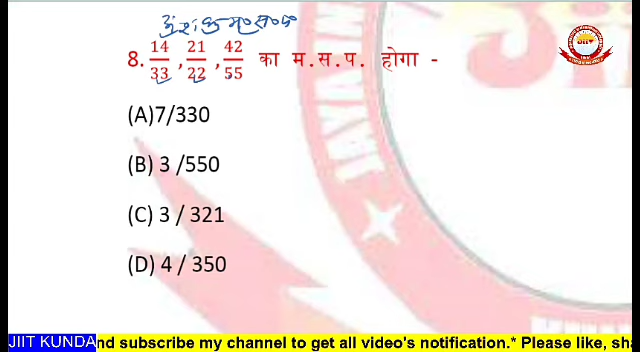 8. 14/33 , 21/22 , 42/55 का म.स.प. होगा -
(A)7/330
(B) 3 /550
(C) 3 / 321
(D) 4 / 350
JIIT KUNDA nd subscribe my channel to get all video's notification.* Please like, sha